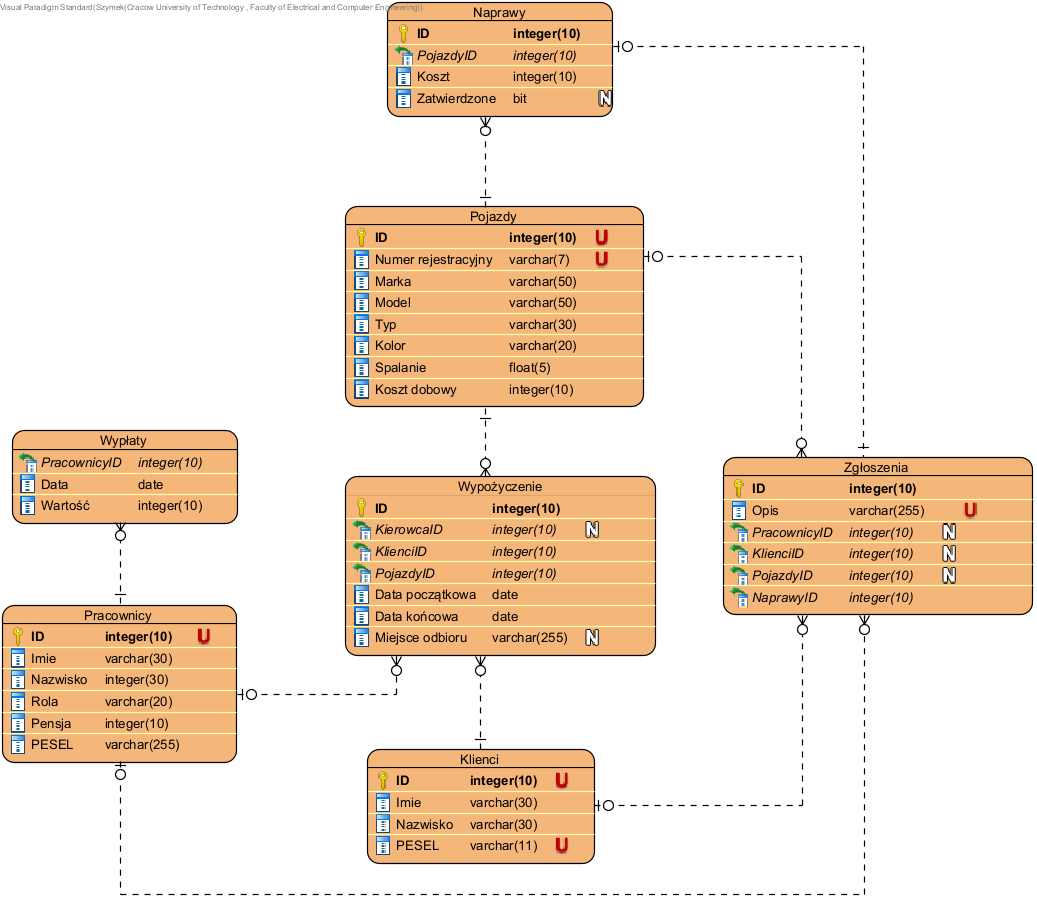 Visual Paradigm Standard(Szymek(Cracow University of Technology , Faculty of Electrical and Computer Engineering))
Naprawy
ID integer(10)
PojazdyID integer(10)
Koszt integer(10)
Zatwierdzone bit N
Pojazdy
ID integer(10) U
Numer rejestracyjny varchar(7) U
Marka varchar(50)
Model varchar(50)
Typ varchar(30)
Kolor varchar(20)
Spalanie float(5)
Koszt dobowy integer(10)
Wypłaty
PracownicyID integer(10)
Data date
Wartość integer(10)
Wypożyczenie
ID integer(10)
KierowcaID integer(10) N
KlienciID integer(10)
PojazdyID integer(10)
Data początkowa date
Data końcowa date
Miejsce odbioru varchar(255) N
Zgłoszenia
ID integer(10)
Opis varchar(255) U
PracownicyID integer(10) N
KlienciID integer(10) N
PojazdyID integer(10) N
NaprawyID integer(10)
Pracownicy
ID integer(10) U
Imie varchar(30)
Nazwisko integer(30)
Rola varchar(20)
Pensja integer(10)
PESEL varchar(255)
Klienci
ID integer(10) U
Imie varchar(30)
Nazwisko varchar(30)
PESEL varchar(11) U